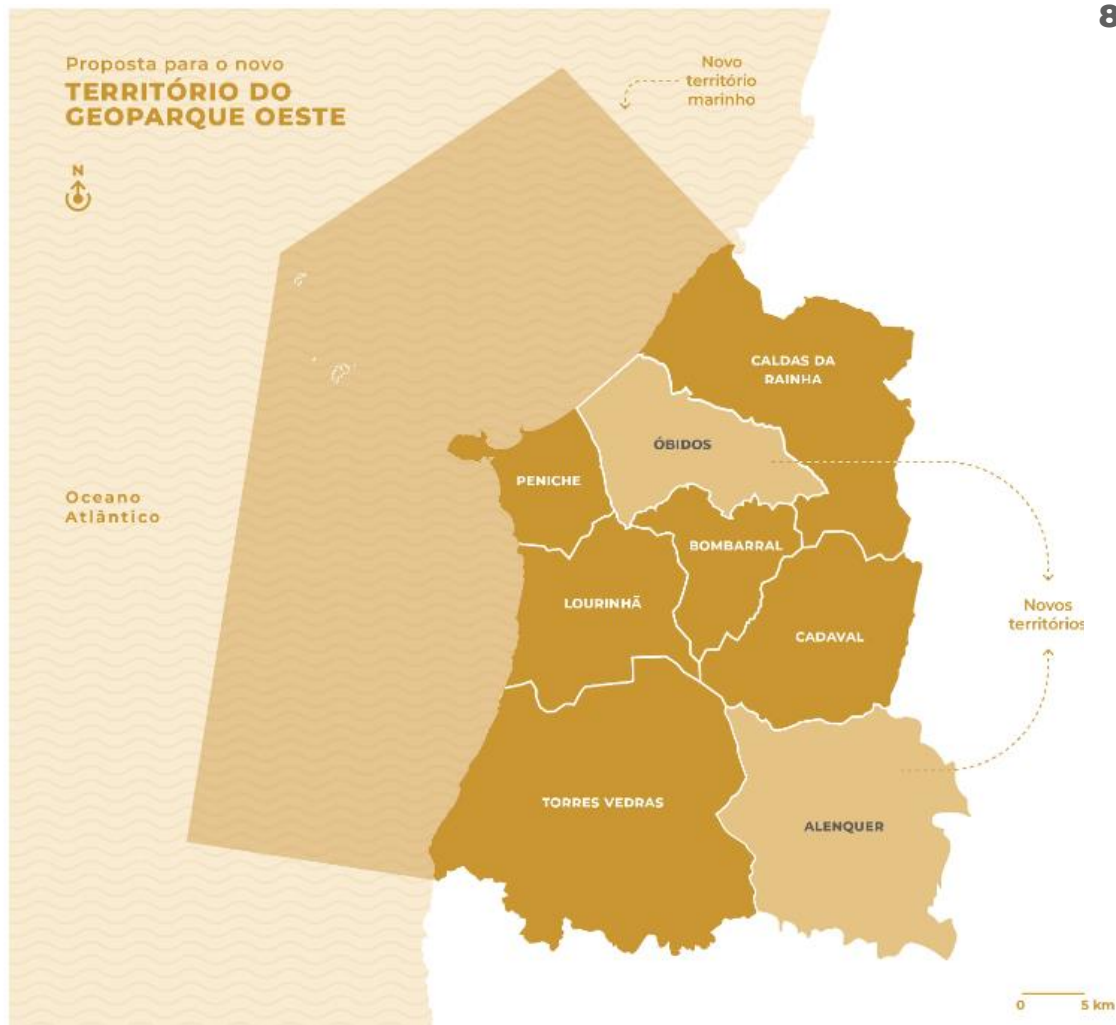 8
Proposta para o novo
TERRITÓRIO DO
GEOPARQUE OESTE
Novo
território
marinho
N
CALDAS DA
RAINHA
ÓBIDOS
PENICHE
Oceano
Atlântico
BOMBARRAL
LOURINHÃ
CADAVAL
Novos
territórios
TORRES VEDRAS
ALENQUER
0 5 km